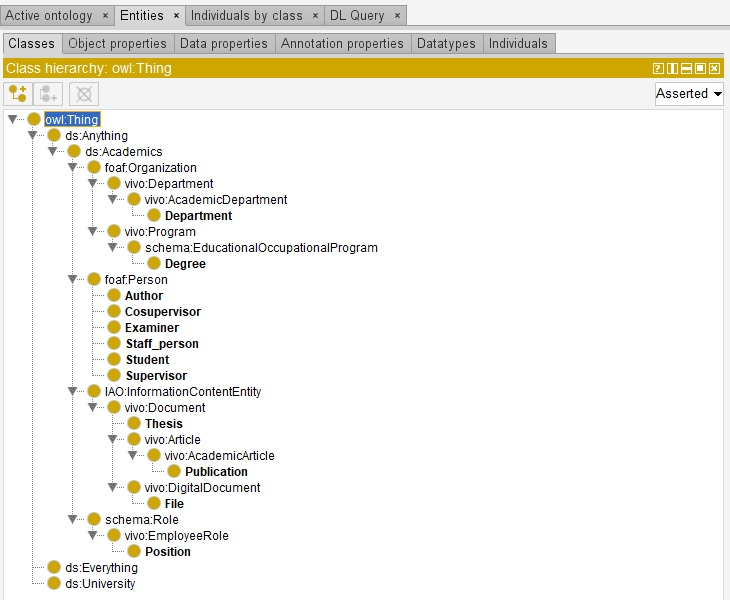 Active ontology × Entities × Individuals by class × DL Query ×
Classes Object properties Data properties Annotation properties Datatypes Individuals
Class hierarchy: owl:Thing
Asserted
owl:Thing
ds:Anything
ds:Academics
foaf:Organization
vivo:Department
vivo:AcademicDepartment
Department
vivo:Program
schema:EducationalOccupationalProgram
Degree
foaf:Person
Author
Cosupervisor
Examiner
Staff_person
Student
Supervisor
IAO:InformationContentEntity
vivo:Document
Thesis
vivo:Article
vivo:AcademicArticle
Publication
vivo:DigitalDocument
File
schema:Role
vivo:EmployeeRole
Position
ds:Everything
ds:University